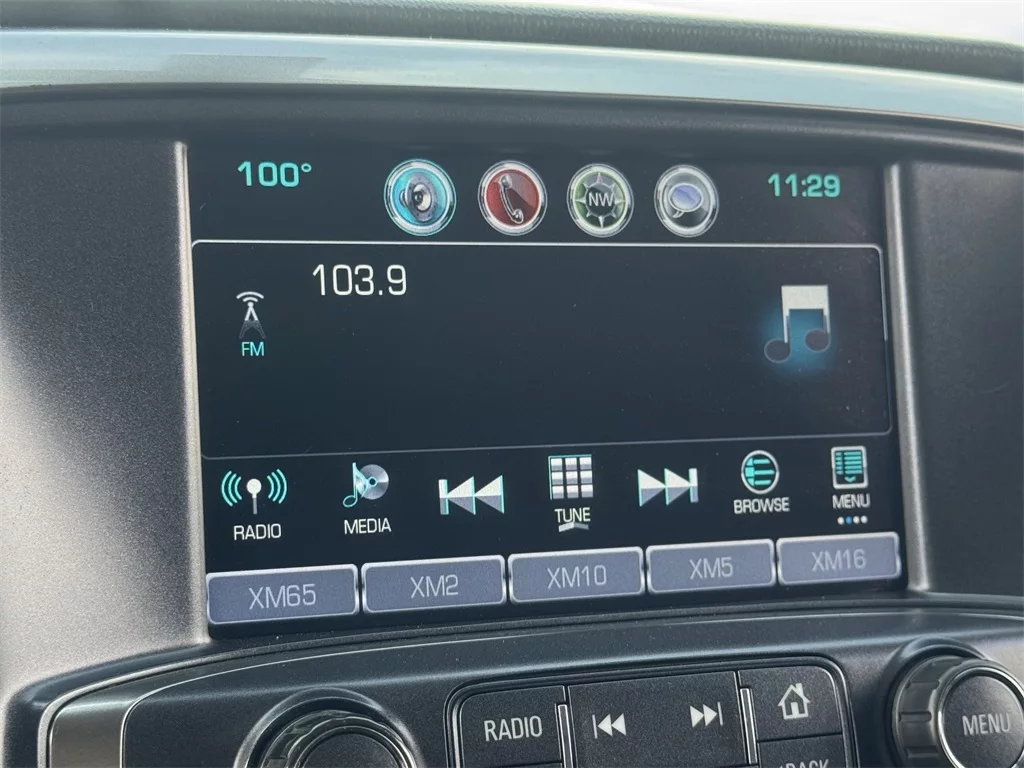 100° NW 11:29
103.9
FM
RADIO MEDIA TUNE BROWSE MENU
XM65 XM2 XM10 XM5 XM16
RADIO MENU
BACK